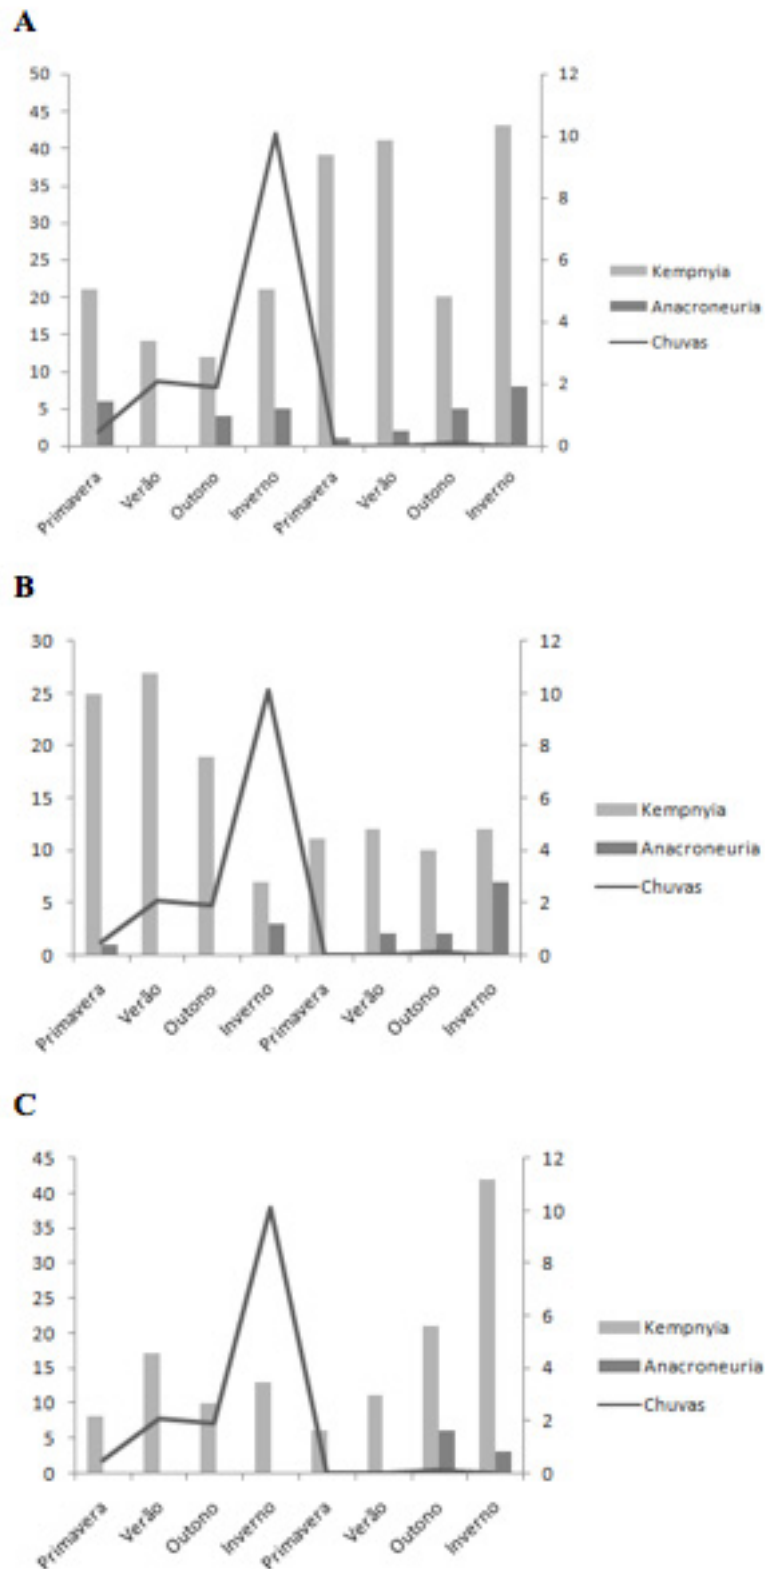 A
50
45
40
35
30
25
20
15
10
5
0
12
10
8
6
4
2
0
Primavera
Verão
Outono
Inverno
Primavera
Verão
Outono
Inverno
Kempnyia
Anacroneuria
Chuvas
B
30
25
20
15
10
5
0
12
10
8
6
4
2
0
Primavera
Verão
Outono
Inverno
Primavera
Verão
Outono
Inverno
Kempnyia
Anacroneuria
Chuvas
C
45
40
35
30
25
20
15
10
5
0
12
10
8
6
4
2
0
Primavera
Verão
Outono
Inverno
Primavera
Verão
Outono
Inverno
Kempnyia
Anacroneuria
Chuvas